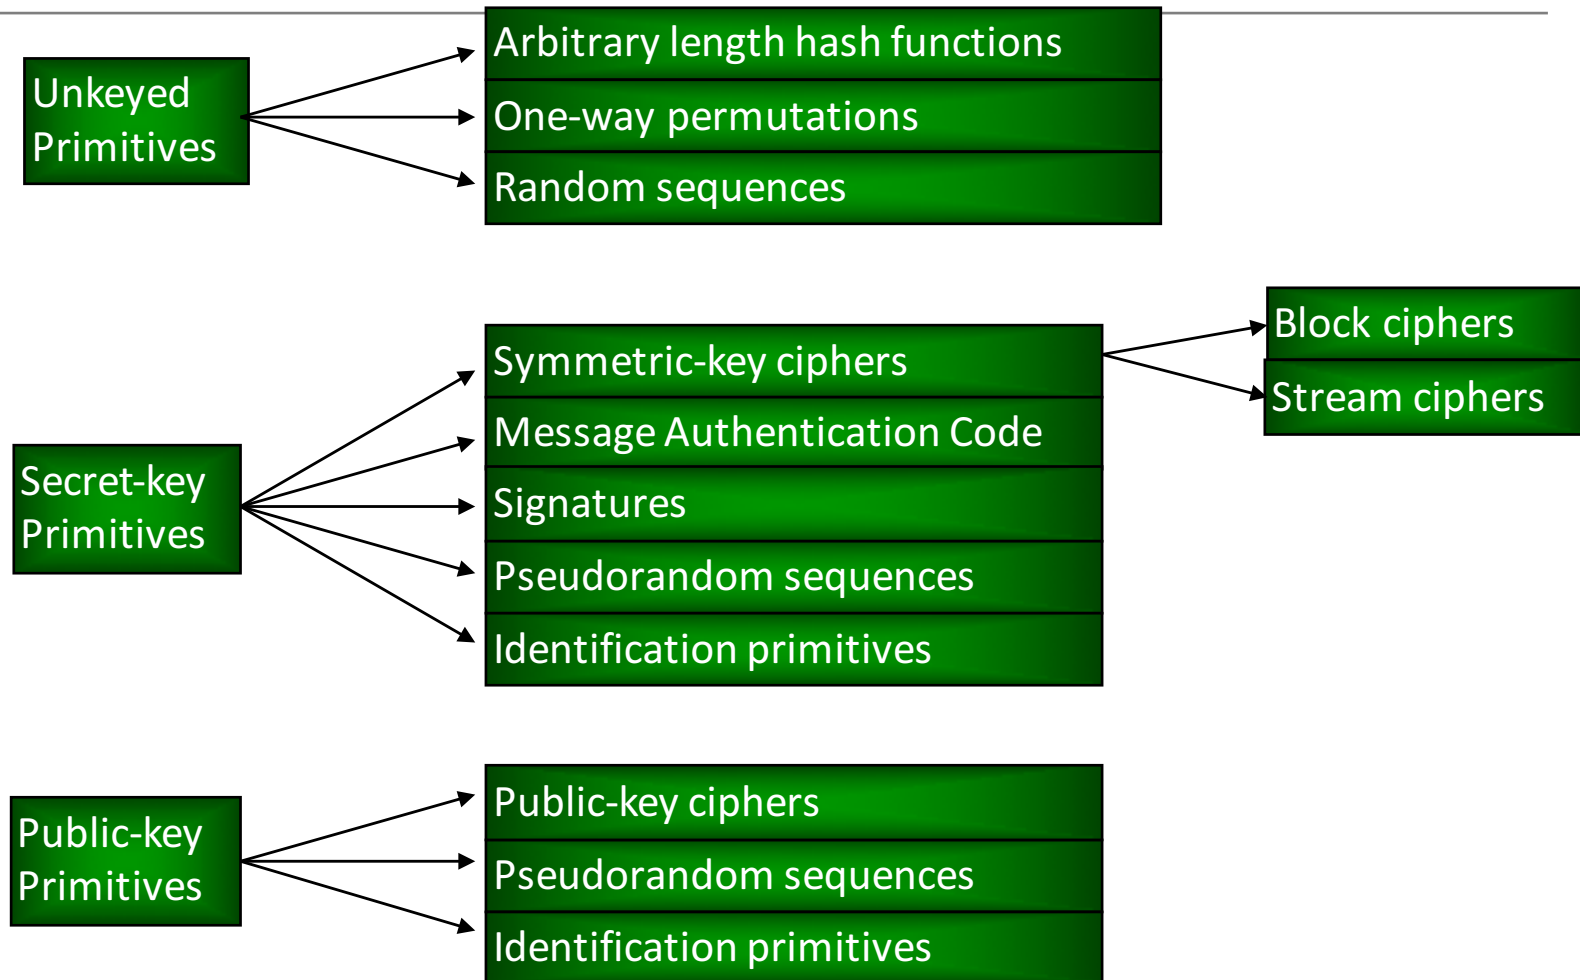 Unkeyed
Primitives
Arbitrary length hash functions
One-way permutations
Random sequences
Secret-key
Primitives
Symmetric-key ciphers
Message Authentication Code
Signatures
Pseudorandom sequences
Identification primitives
Block ciphers
Stream ciphers
Public-key
Primitives
Public-key ciphers
Pseudorandom sequences
Identification primitives